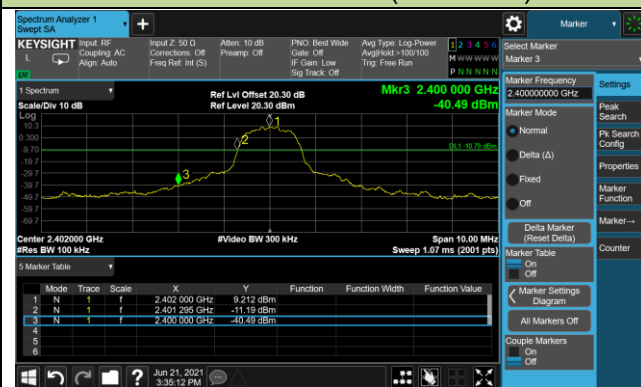 Spectrum Analyzer 1
Swept SA
Marker
KEYSIGHT
L
Input: RF
Coupling: AC
Align: Auto
Input Z: 50 Ω
Corrections: Off
Freq Ref: Int (S)
Atten: 10 dB
Preamp: Off
PNO: Best Wide
Gate: Off
IF Gain: Low
Sig Track: Off
Avg Type: Log-Power
Avg|Hold:>100/100
Trig: Free Run
1 2 3 4 5 6
M W W W W W
P N N N N N
Select Marker
Marker 3
1 Spectrum
Scale/Div 10 dB
Log
Ref Lvl Offset 20.30 dB
Ref Level 20.30 dBm
Mkr3 2.400 000 GHz
-40.49 dBm
10.3
0.300
-9.70
-19.7
-29.7
-39.7
-49.7
-59.7
-69.7
1
2
3
DL1 -10.79 dBm
Center 2.402000 GHz
#Res BW 100 kHz
#Video BW 300 kHz
Span 10.00 MHz
Sweep 1.07 ms (2001 pts)
5 Marker Table
Mode Trace Scale X Y Function Function Width Function Value
1 N 1 f 2.402 000 GHz 9.212 dBm
2 N 1 f 2.401 295 GHz -11.19 dBm
3 N 1 f 2.400 000 GHz -40.49 dBm
4
5
6
Marker Frequency
2.400000000 GHz
Marker Mode
Normal
Delta (Δ)
Fixed
Off
Delta Marker
(Reset Delta)
Marker Table
On
Off
Marker Settings
Diagram
All Markers Off
Couple Markers
On
Off
Settings
Peak
Search
Pk Search
Config
Properties
Marker
Function
Marker→
Counter
?
Jun 21, 2021
3:35:12 PM